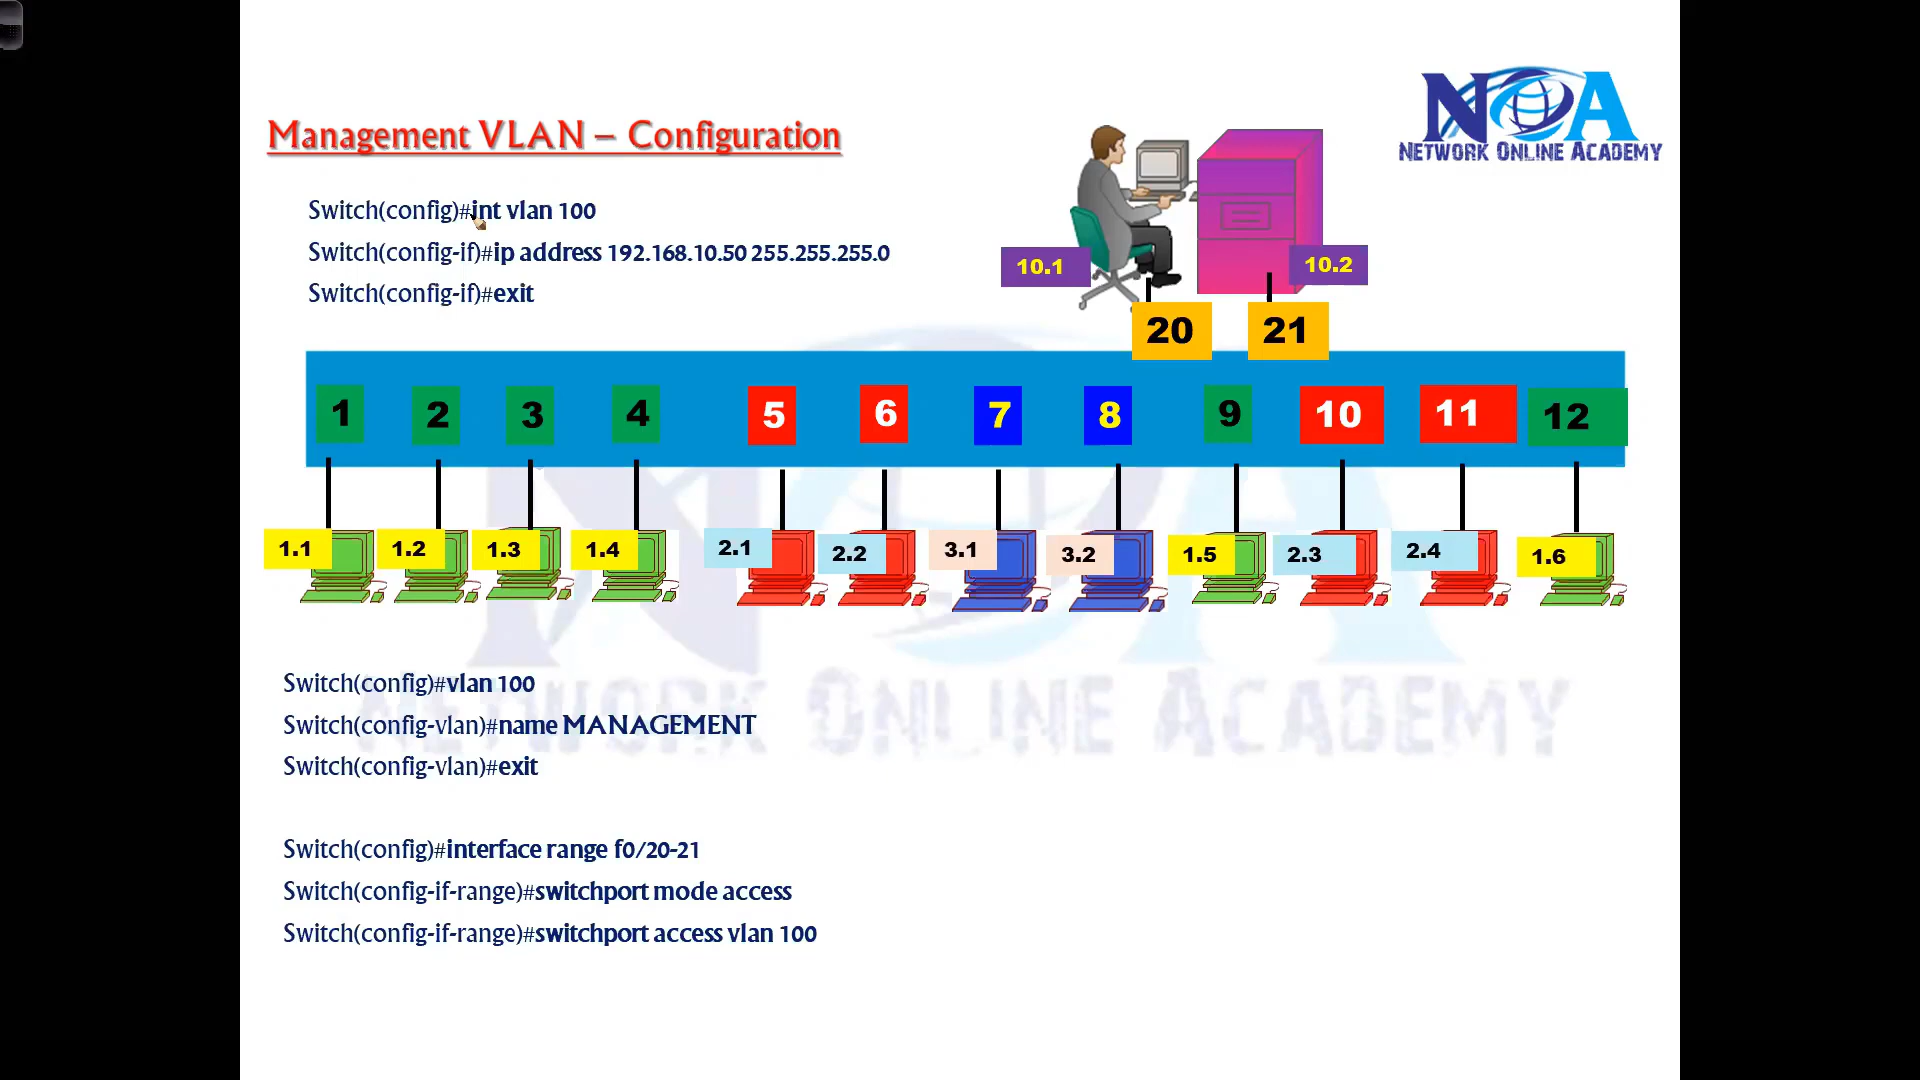 NOA
NETWORK ONLINE ACADEMY
Management VLAN – Configuration
Switch(config)#int vlan 100
Switch(config-if)#ip address 192.168.10.50 255.255.255.0
Switch(config-if)#exit
10.1
10.2
20 21
1 2 3 4 5 6 7 8 9 10 11 12
1.1 1.2 1.3 1.4 2.1 2.2 3.1 3.2 1.5 2.3 2.4 1.6
NOA
NETWORK ONLINE ACADEMY
Switch(config)#vlan 100
Switch(config-vlan)#name MANAGEMENT
Switch(config-vlan)#exit
Switch(config)#interface range f0/20-21
Switch(config-if-range)#switchport mode access
Switch(config-if-range)#switchport access vlan 100